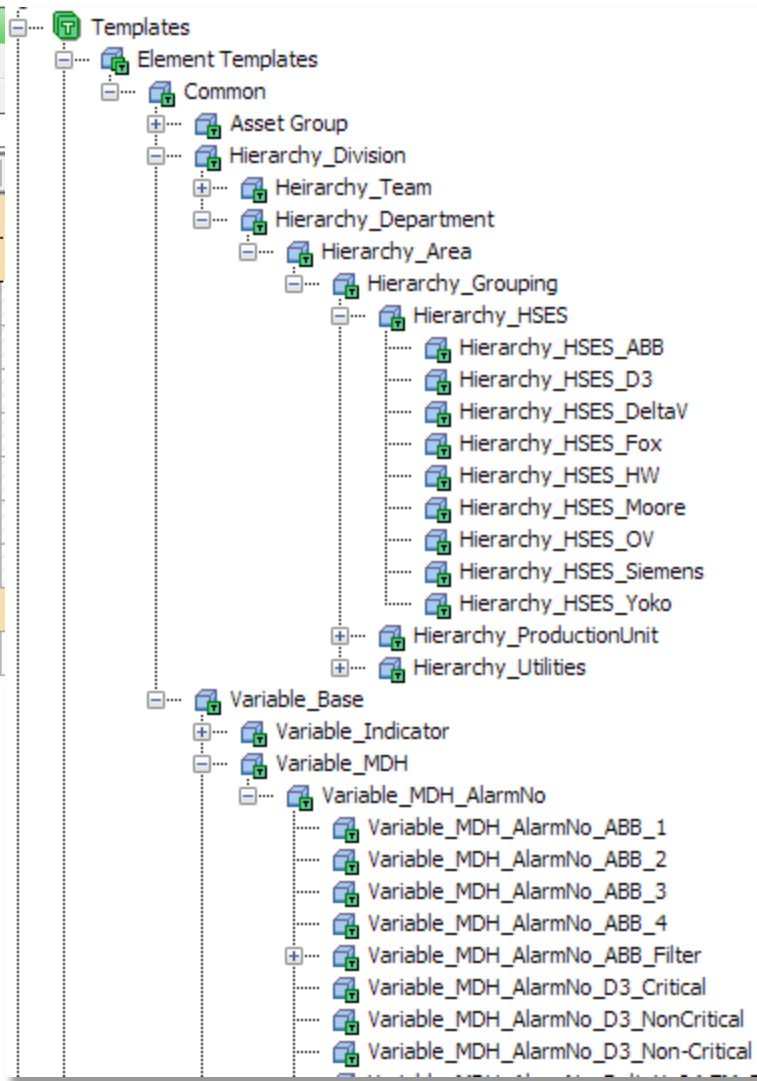 Templates
Element Templates
Common
Asset Group
Hierarchy_Division
Heirarchy_Team
Hierarchy_Department
Hierarchy_Area
Hierarchy_Grouping
Hierarchy_HSES
Hierarchy_HSES_ABB
Hierarchy_HSES_D3
Hierarchy_HSES_DeltaV
Hierarchy_HSES_Fox
Hierarchy_HSES_HW
Hierarchy_HSES_Moore
Hierarchy_HSES_OV
Hierarchy_HSES_Siemens
Hierarchy_HSES_Yoko
Hierarchy_ProductionUnit
Hierarchy_Utilities
Variable_Base
Variable_Indicator
Variable_MDH
Variable_MDH_AlarmNo
Variable_MDH_AlarmNo_ABB_1
Variable_MDH_AlarmNo_ABB_2
Variable_MDH_AlarmNo_ABB_3
Variable_MDH_AlarmNo_ABB_4
Variable_MDH_AlarmNo_ABB_Filter
Variable_MDH_AlarmNo_D3_Critical
Variable_MDH_AlarmNo_D3_NonCritical
Variable_MDH_AlarmNo_D3_Non-Critical